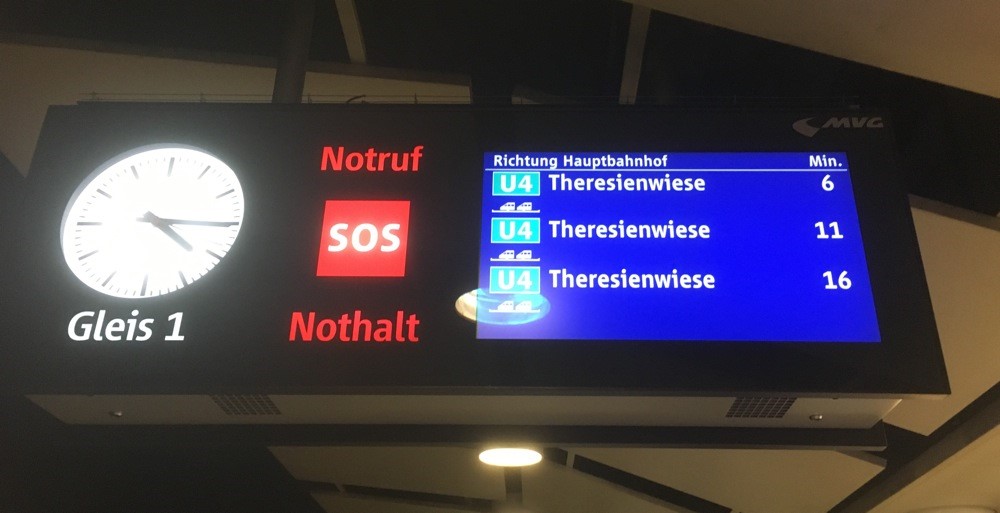 MVG
Notruf
SOS
Nothalt
Gleis 1
Richtung Hauptbahnhof Min.
U4 Theresienwiese 6
U4 Theresienwiese 11
U4 Theresienwiese 16